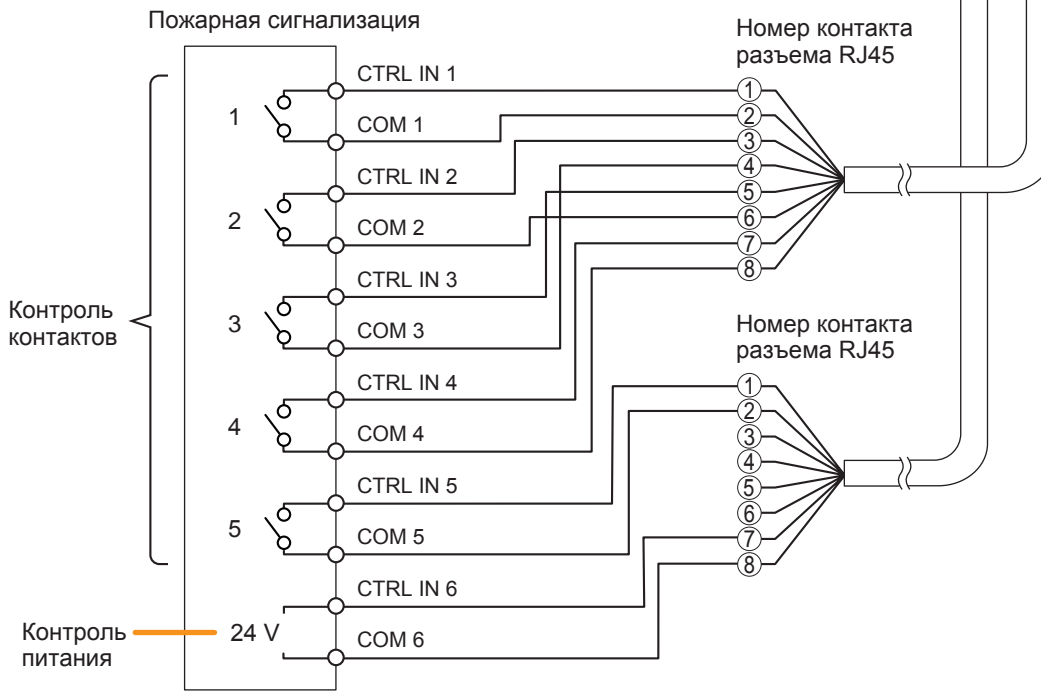 Пожарная сигнализация
Номер контакта
разъема RJ45
CTRL IN 1
1
COM 1
CTRL IN 2
2
COM 2
CTRL IN 3
3
COM 3
CTRL IN 4
4
COM 4
CTRL IN 5
5
COM 5
CTRL IN 6
24 V
COM 6
Контроль
контактов
Контроль
питания
1
2
3
4
5
6
7
8
Номер контакта
разъема RJ45
1
2
3
4
5
6
7
8